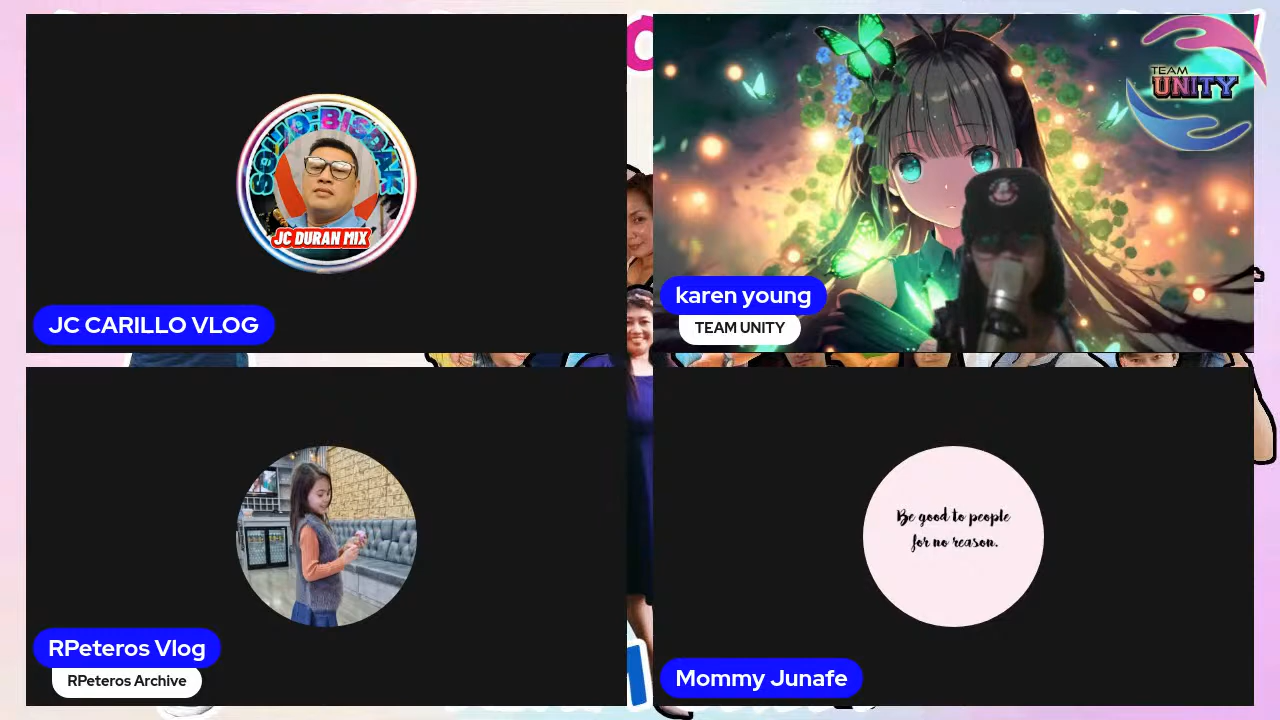 SOLID BISDAK
JC DURAN MIX
JC CARILLO VLOG
TEAM
UNITY
karen young
TEAM UNITY
RPeteros Vlog
RPeteros Archive
Be good to people
for no reason.
Mommy Junafe